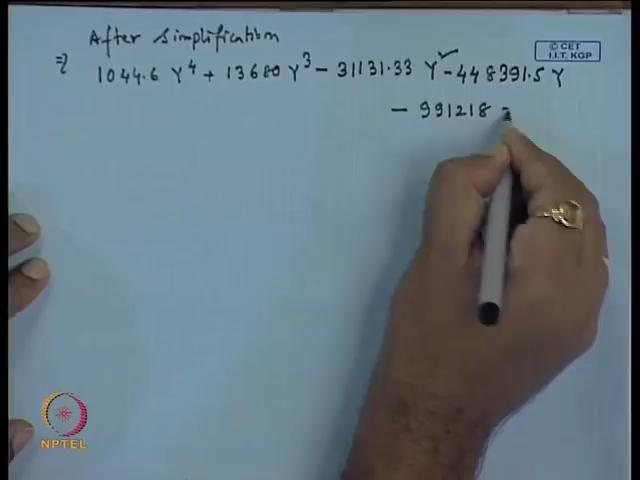 After Simplification
© CET
I.I.T. KGP
⇒ 1044.6 Y⁴ + 13680 Y³ - 31131.33 Y² - 448391.5 Y
- 991218 =
NPTEL